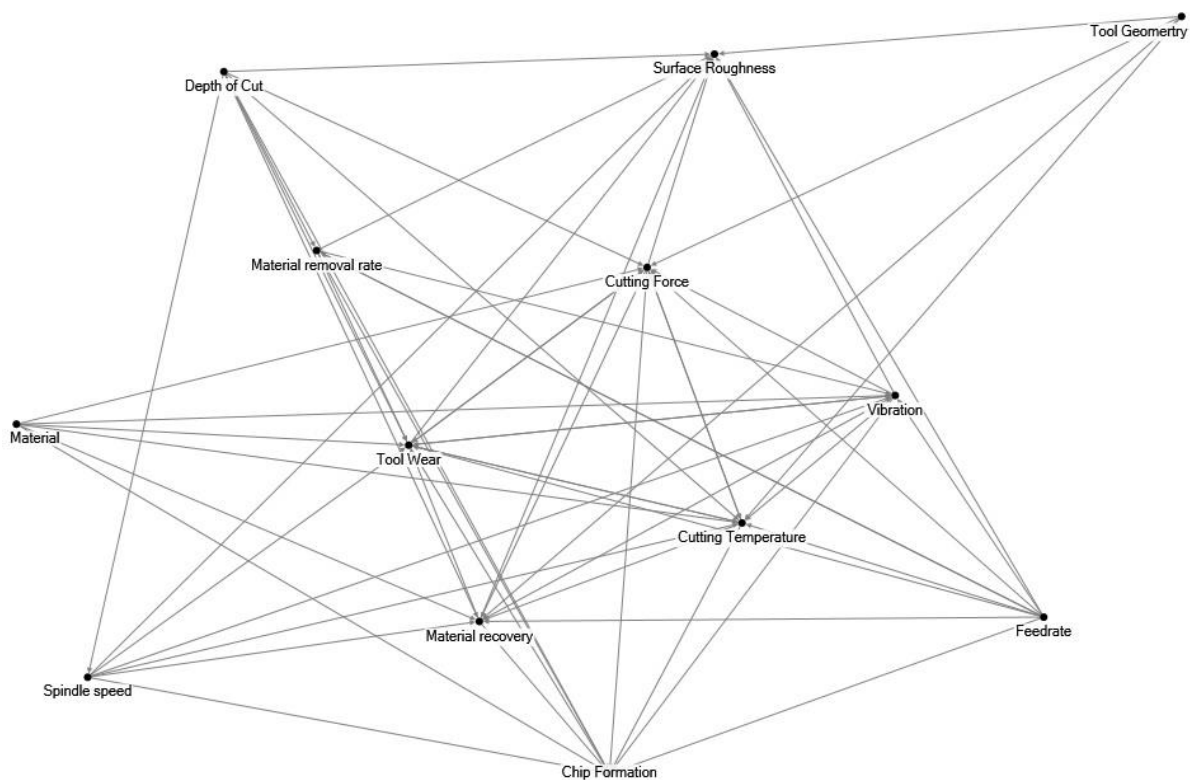 Tool Geomertry
Surface Roughness
Depth of Cut
Material removal rate
Cutting Force
Vibration
Material
Tool Wear
Cutting Temperature
Material recovery
Feedrate
Spindle speed
Chip Formation